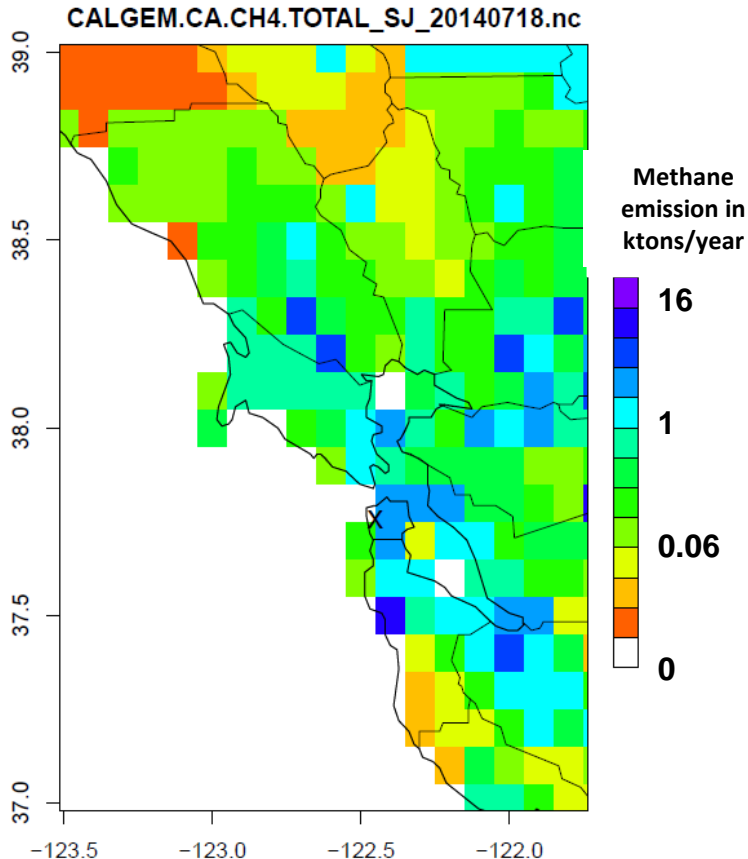 CALGEM.CA.CH4.TOTAL_SJ_20140718.nc
39.0
38.5
38.0
37.5
37.0
X
−123.5
−123.0
−122.5
−122.0
Methane
emission in
ktons/year
16
1
0.06
0